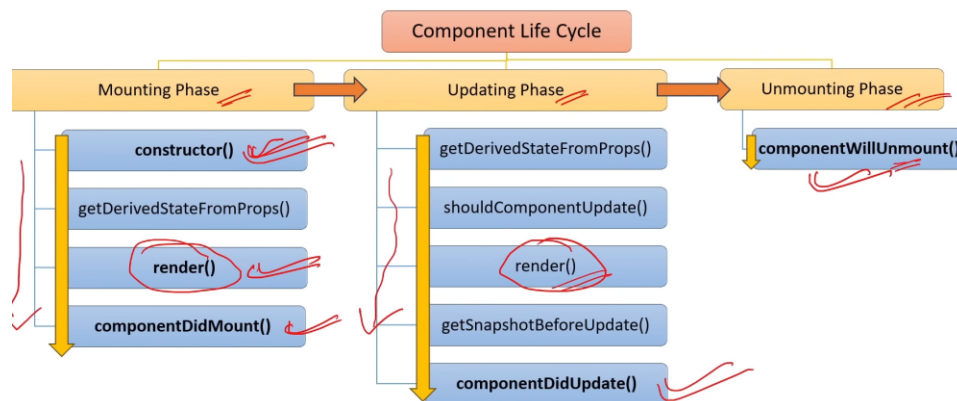 Component Life Cycle
Mounting Phase
Updating Phase
Unmounting Phase
constructor()
getDerivedStateFromProps()
render()
componentDidMount()
getDerivedStateFromProps()
shouldComponentUpdate()
render()
getSnapshotBeforeUpdate()
componentDidUpdate()
componentWillUnmount()